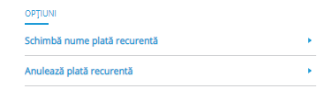 OPȚIUNI
Schimbă nume plată recurentă
Anulează plată recurentă